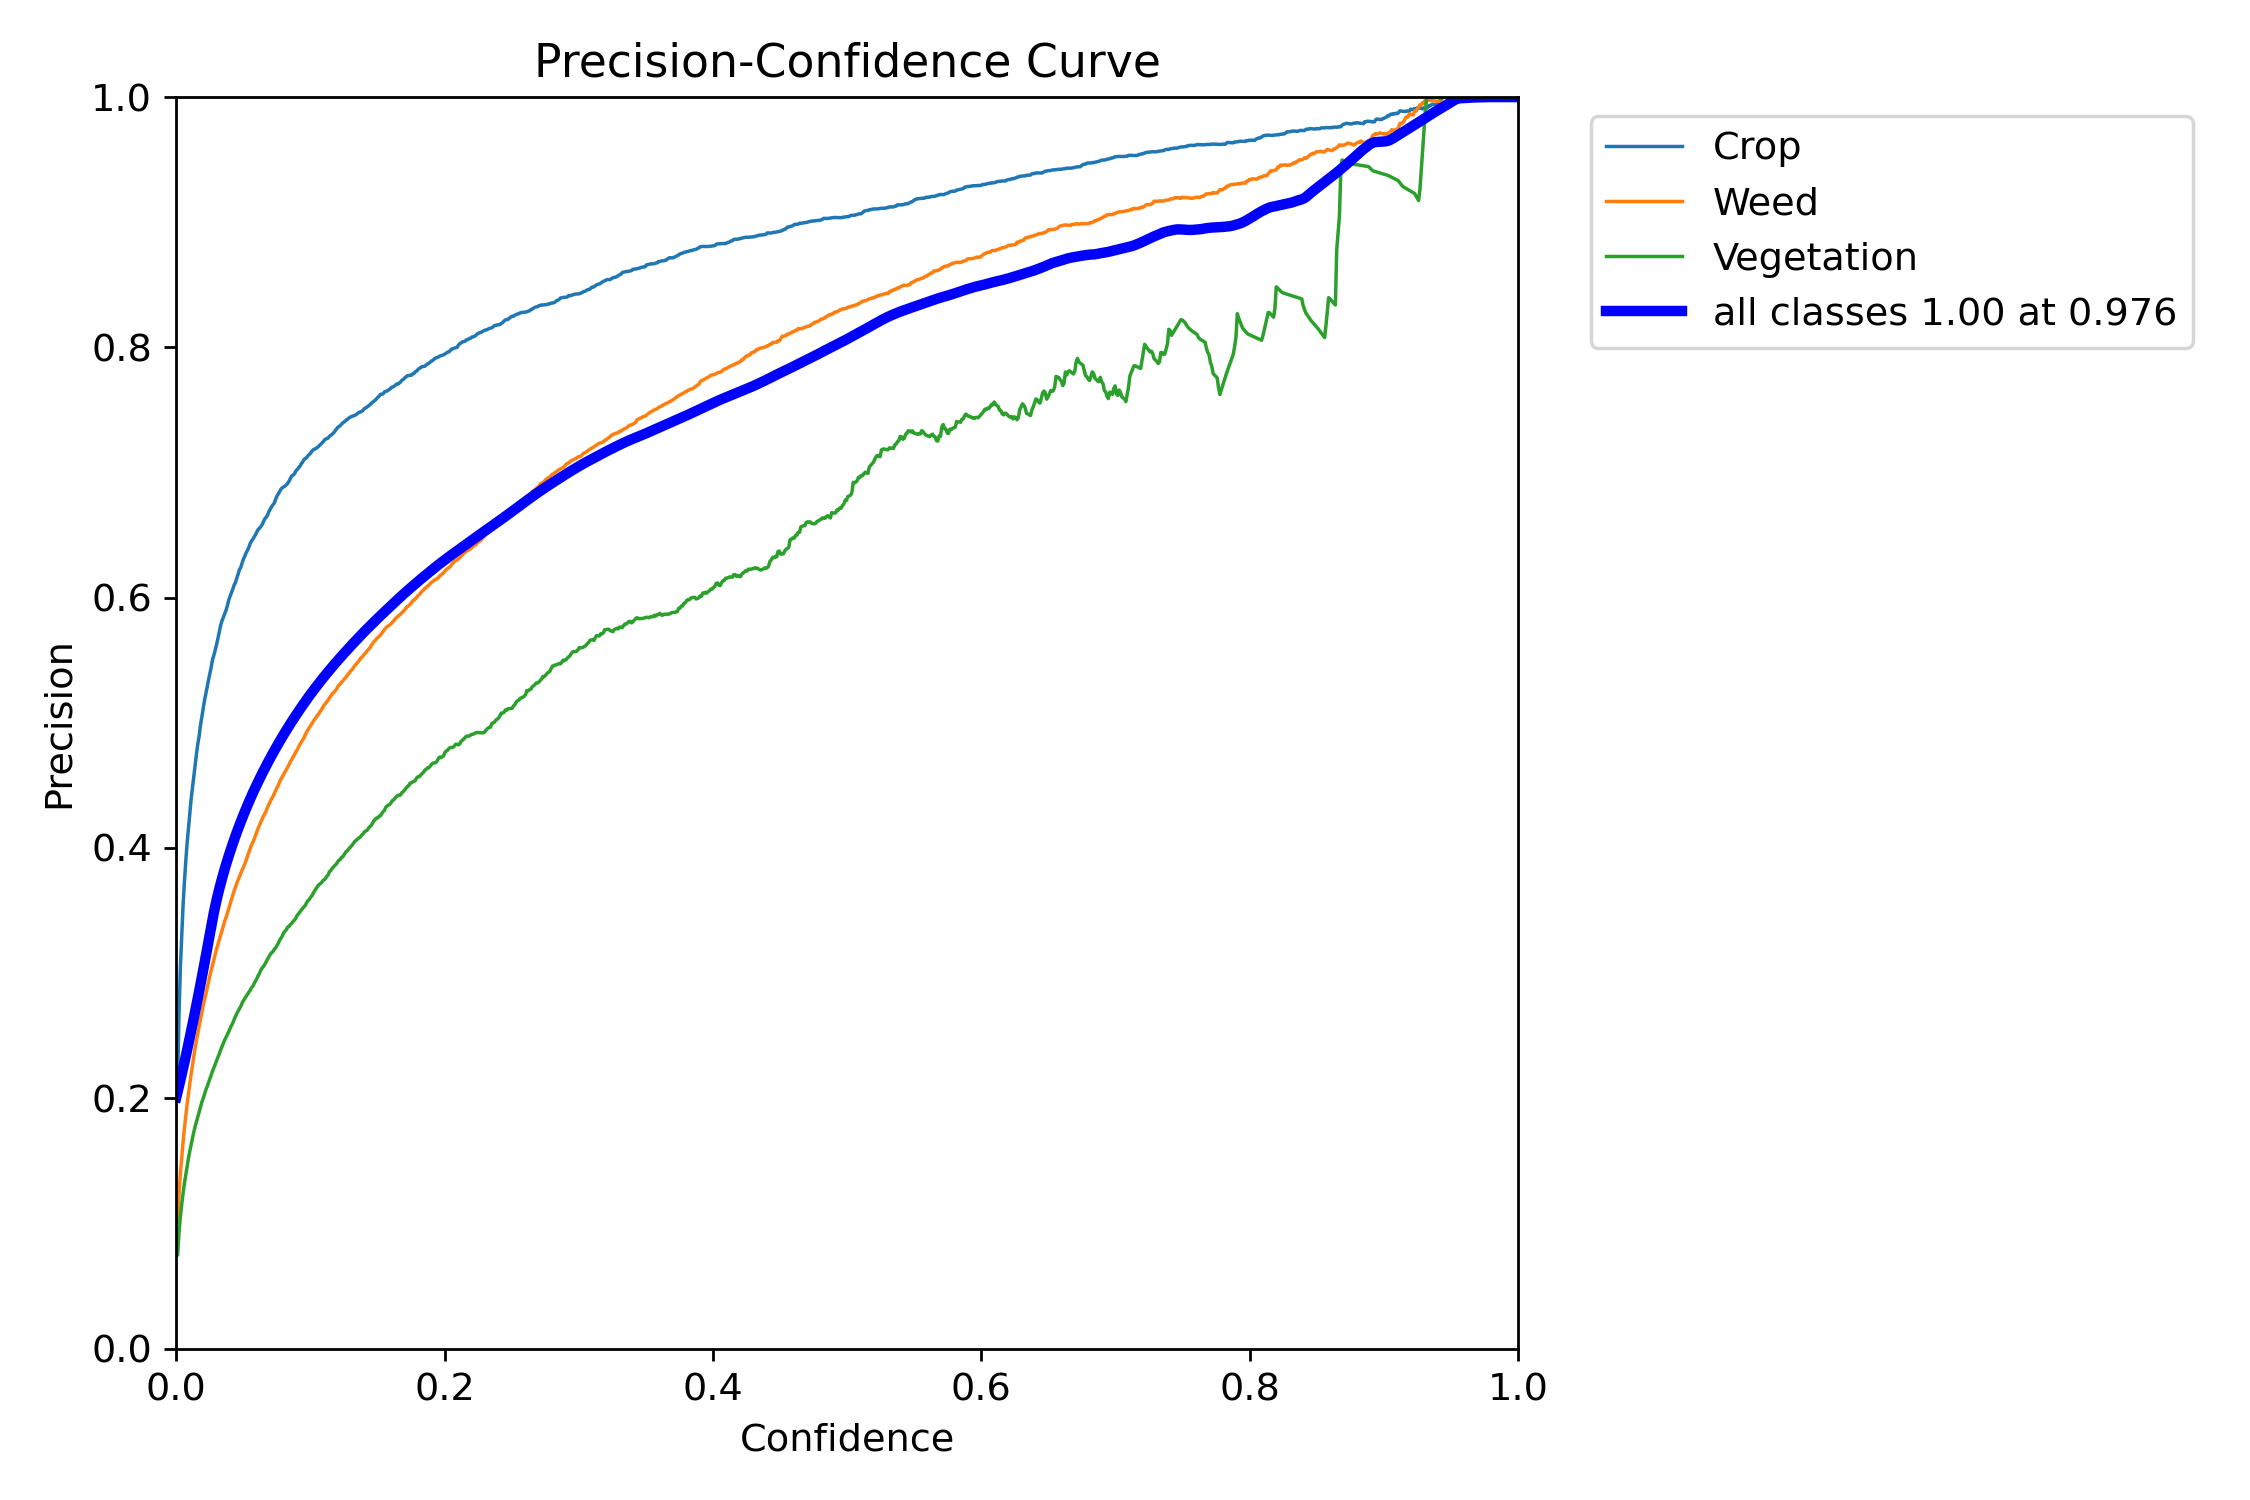 Precision-Confidence Curve
1.0
0.8
0.6
0.4
0.2
0.0
Precision
0.0 0.2 0.4 0.6 0.8 1.0
Confidence
Crop
Weed
Vegetation
all classes 1.00 at 0.976